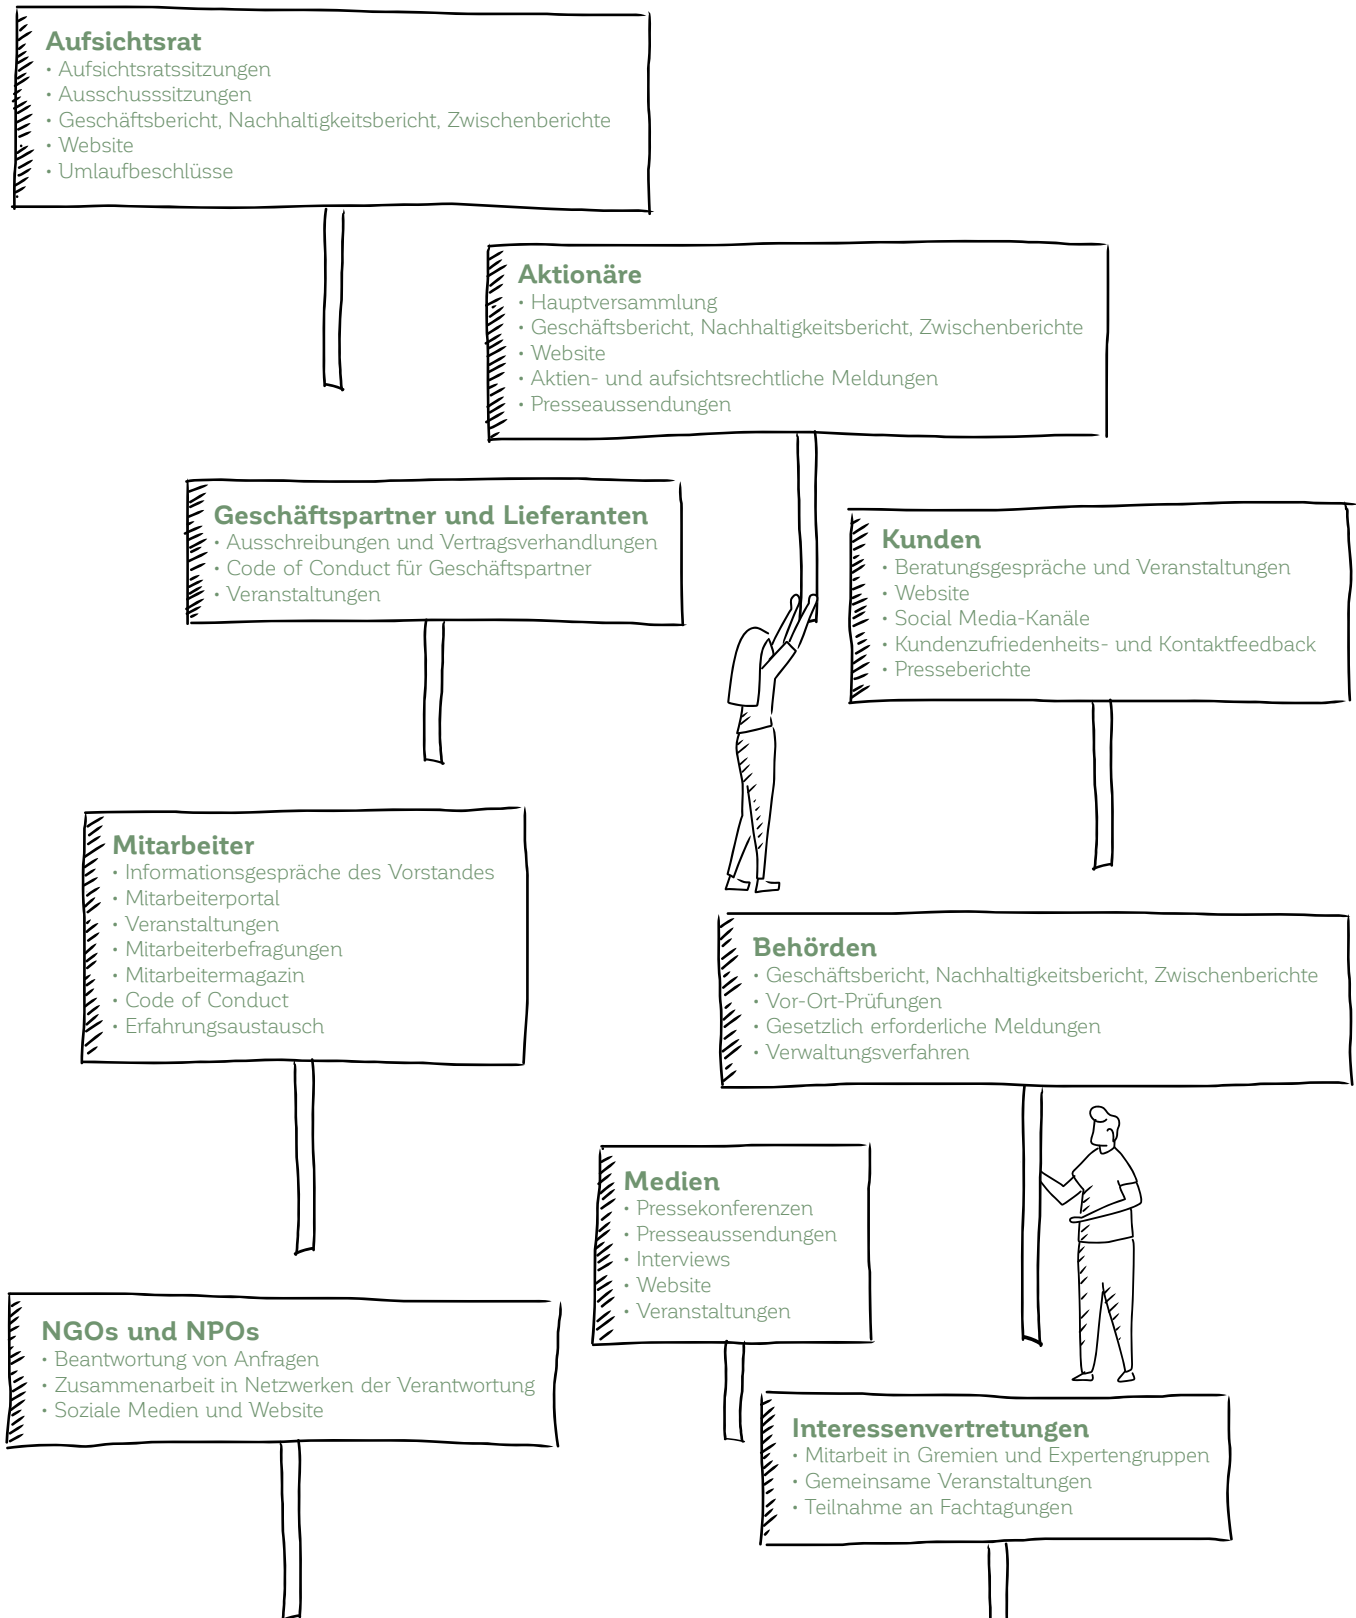 Aufsichtsrat
• Aufsichtsratssitzungen
• Ausschusssitzungen
• Geschäftsbericht, Nachhaltigkeitsbericht, Zwischenberichte
• Website
• Umlaufbeschlüsse
Aktionäre
• Hauptversammlung
• Geschäftsbericht, Nachhaltigkeitsbericht, Zwischenberichte
• Website
• Aktien- und aufsichtsrechtliche Meldungen
• Presseaussendungen
Geschäftspartner und Lieferanten
• Ausschreibungen und Vertragsverhandlungen
• Code of Conduct für Geschäftspartner
• Veranstaltungen
Kunden
• Beratungsgespräche und Veranstaltungen
• Website
• Social Media-Kanäle
• Kundenzufriedenheits- und Kontaktfeedback
• Presseberichte
Mitarbeiter
• Informationsgespräche des Vorstandes
• Mitarbeiterportal
• Veranstaltungen
• Mitarbeiterbefragungen
• Mitarbeitermagazin
• Code of Conduct
• Erfahrungsaustausch
Behörden
• Geschäftsbericht, Nachhaltigkeitsbericht, Zwischenberichte
• Vor-Ort-Prüfungen
• Gesetzlich erforderliche Meldungen
• Verwaltungsverfahren
Medien
• Pressekonferenzen
• Presseaussendungen
• Interviews
• Website
• Veranstaltungen
NGOs und NPOs
• Beantwortung von Anfragen
• Zusammenarbeit in Netzwerken der Verantwortung
• Soziale Medien und Website
Interessenvertretungen
• Mitarbeit in Gremien und Expertengruppen
• Gemeinsame Veranstaltungen
• Teilnahme an Fachtagungen